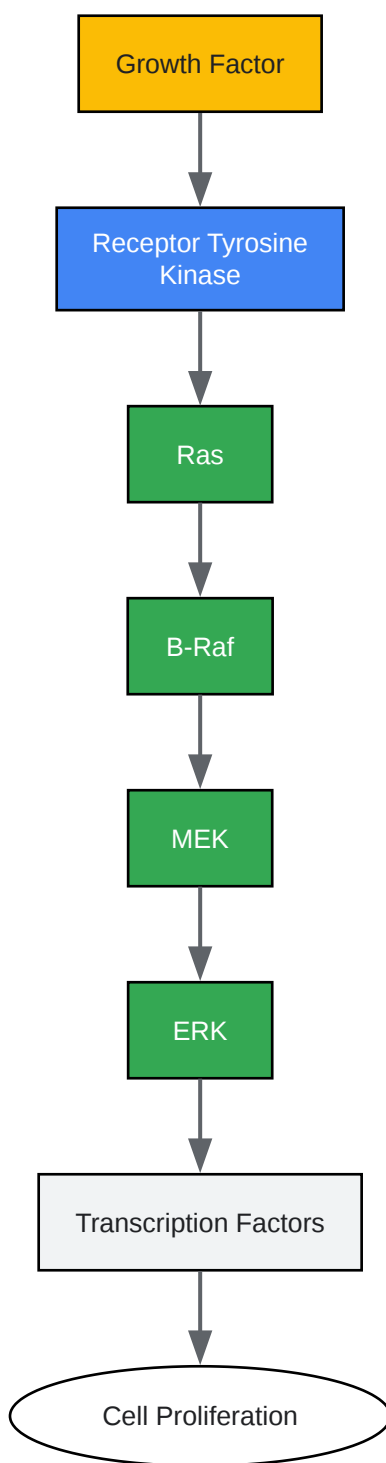 Growth Factor
Receptor Tyrosine
Kinase
Ras
B-Raf
MEK
ERK
Transcription Factors
Cell Proliferation